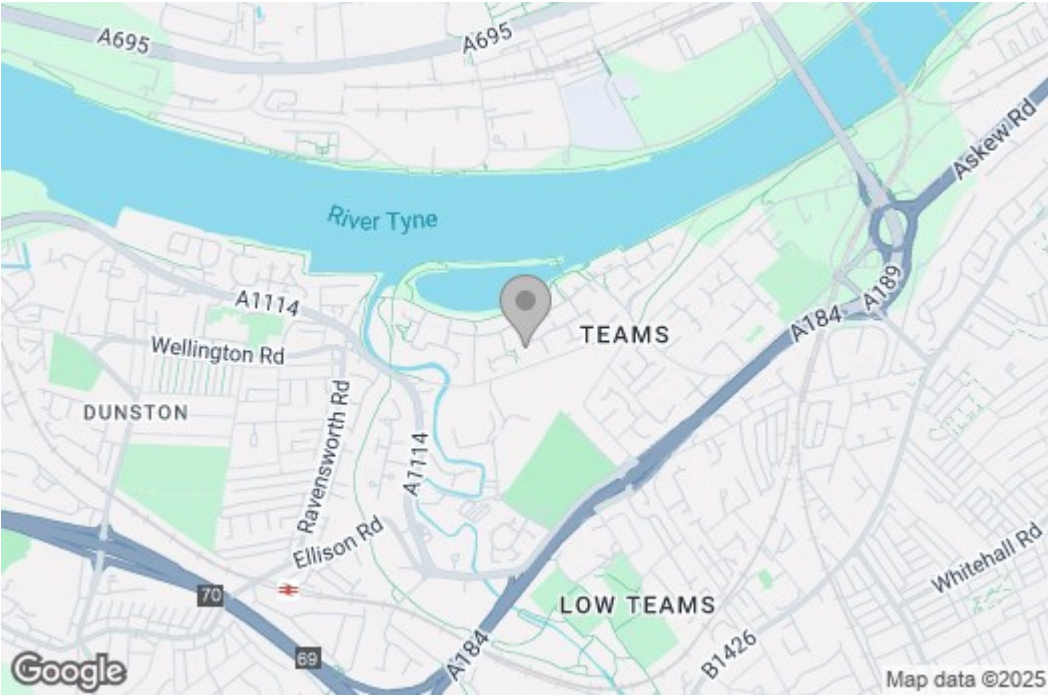 A695
A695
Askew Rd
River Tyne
A189
A1114
A184
TEAMS
Wellington Rd
DUNSTON
Ravensworth Rd
A1114
Ellison Rd
Whitehall Rd
70
LOW TEAMS
69
A184
B1426
Google
Map data ©2025